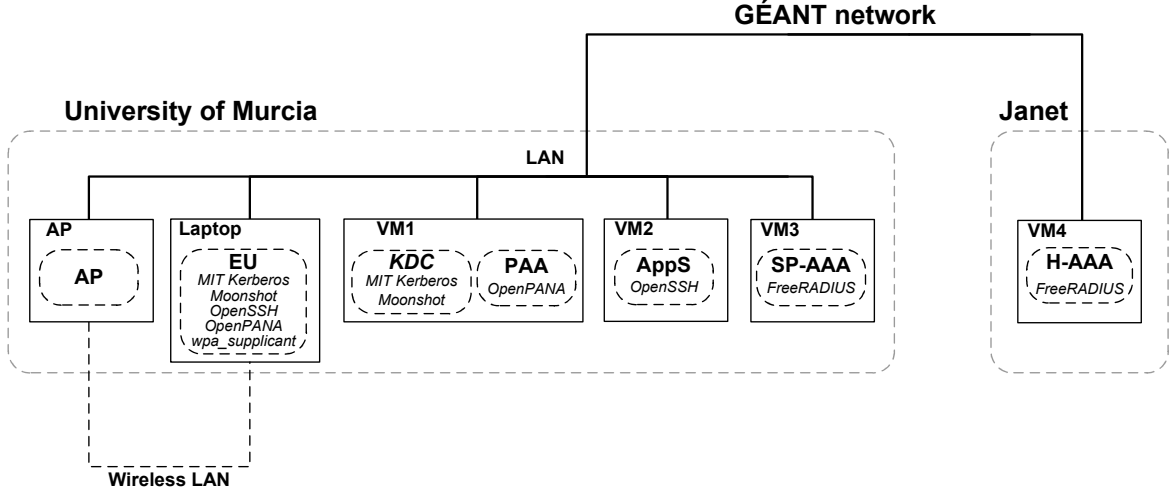 GÉANT network
University of Murcia
Janet
LAN
AP
AP
Laptop
EU
MIT Kerberos
Moonshot
OpenSSH
OpenPANA
wpa_supplicant
VM1
KDC
MIT Kerberos
Moonshot
PAA
OpenPANA
VM2
AppS
OpenSSH
VM3
SP-AAA
FreeRADIUS
VM4
H-AAA
FreeRADIUS
Wireless LAN